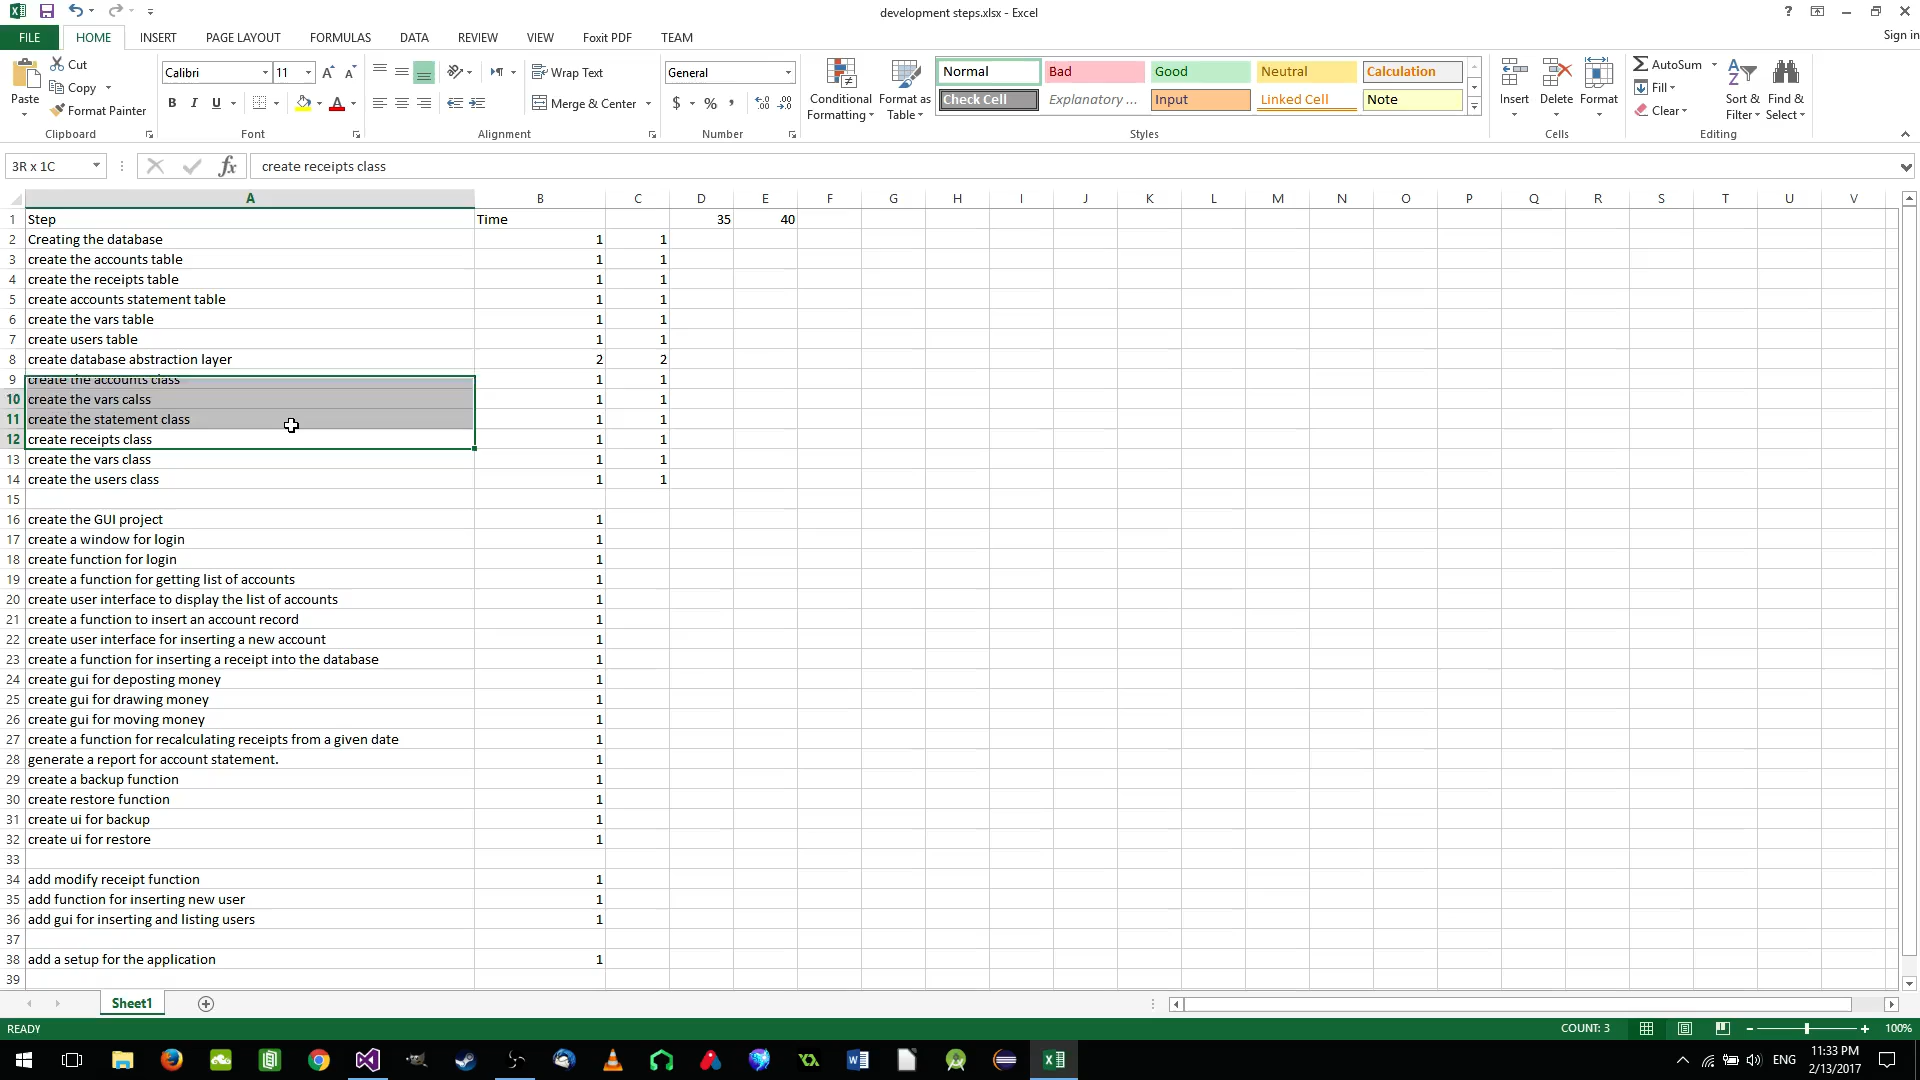 development steps.xlsx - Excel
Sign in
FILE HOME INSERT PAGE LAYOUT FORMULAS DATA REVIEW VIEW Foxit PDF TEAM
Paste
Cut
Copy
Format Painter
Clipboard
Calibri 11
B I U
Font
Wrap Text
Merge & Center
Alignment
General
$ % ,
Number
Conditional Formatting
Format as Table
Normal Bad Good Neutral Calculation
Check Cell Explanatory ... Input Linked Cell Note
Styles
Insert Delete Format
Cells
AutoSum
Fill
Clear
Sort & Filter
Find & Select
Editing
3R x 1C fx create receipts class
A B C D E F G H I J K L M N O P Q R S T U V
1 Step Time 35 40
2 Creating the database 1 1
3 create the accounts table 1 1
4 create the receipts table 1 1
5 create accounts statement table 1 1
6 create the vars table 1 1
7 create users table 1 1
8 create database abstraction layer 2 2
9 create the accounts class 1 1
10 create the vars calss 1 1
11 create the statement class 1 1
12 create receipts class 1 1
13 create the vars class 1 1
14 create the users class 1 1
15
16 create the GUI project 1
17 create a window for login 1
18 create function for login 1
19 create a function for getting list of accounts 1
20 create user interface to display the list of accounts 1
21 create a function to insert an account record 1
22 create user interface for inserting a new account 1
23 create a function for inserting a receipt into the database 1
24 create gui for deposting money 1
25 create gui for drawing money 1
26 create gui for moving money 1
27 create a function for recalculating receipts from a given date 1
28 generate a report for account statement. 1
29 create a backup function 1
30 create restore function 1
31 create ui for backup 1
32 create ui for restore 1
33
34 add modify receipt function 1
35 add function for inserting new user 1
36 add gui for inserting and listing users 1
37
38 add a setup for the application 1
39
Sheet1
READY COUNT: 3 100%
ENG 11:33 PM
2/13/2017